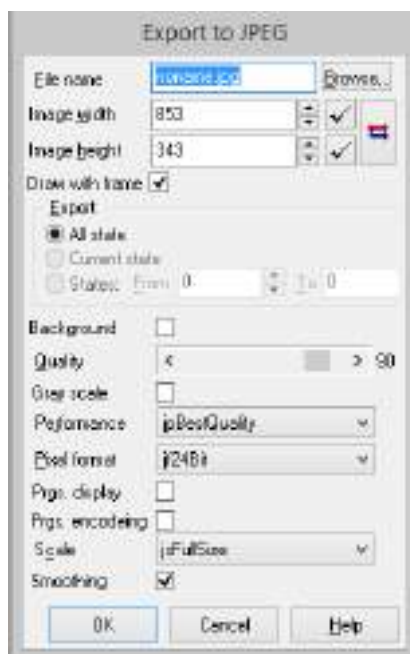 Export to JPEG
File name noname.jpg Browse...
Image width 853
Image height 343
Draw with frame
Export
All state
Current state
States: From 0 To 0
Background
Quality < > 90
Gray scale
Performance jpBestQuality
Pixel format jf24Bit
Prgs. display
Prgs. encodeing
Scale jsFullSize
Smoothing
OK Cancel Help